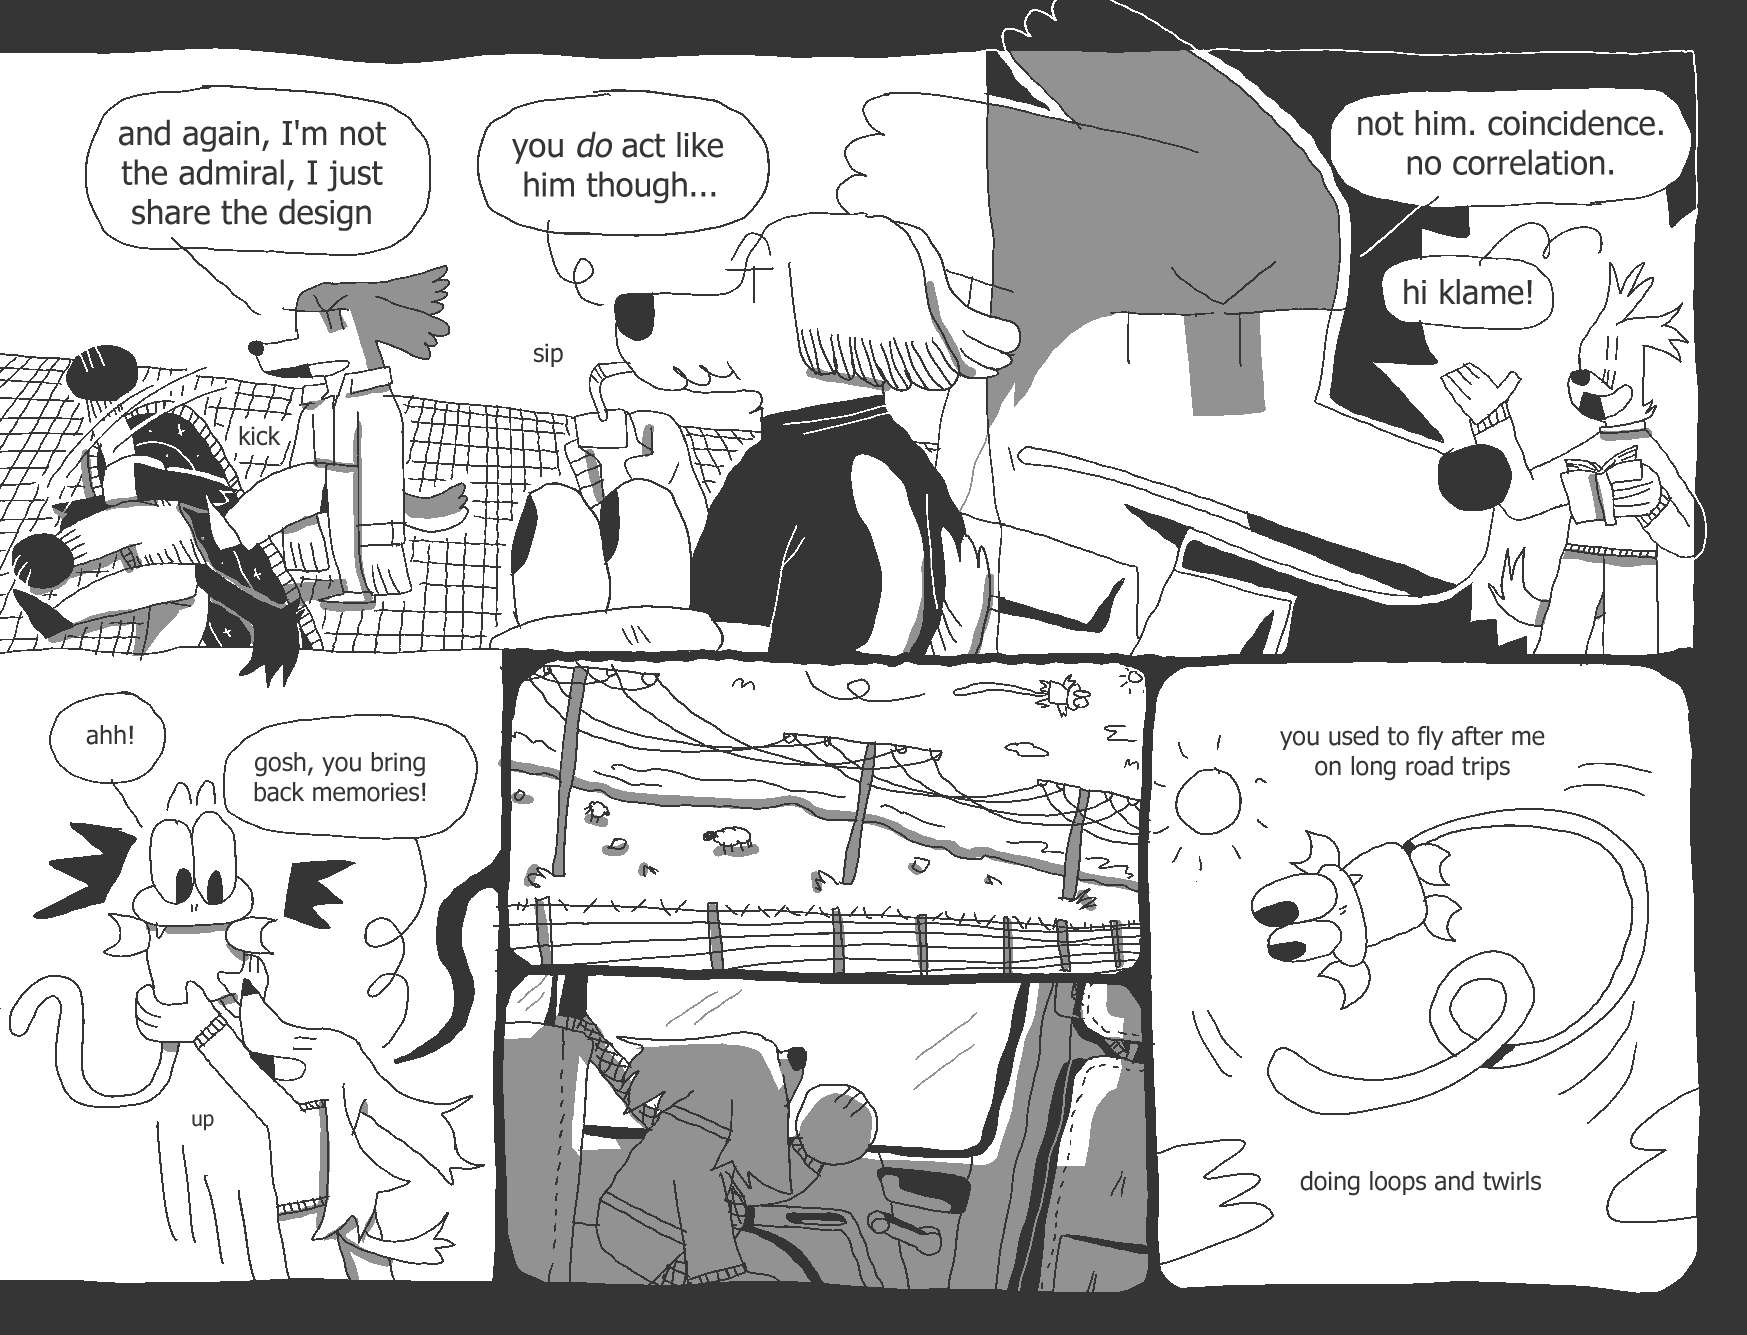 and again, I'm not
the admiral, I just
share the design
you do act like
him though...
sip
kick
not him. coincidence.
no correlation.
hi klame!
ahh!
gosh, you bring
back memories!
up
you used to fly after me
on long road trips
doing loops and twirls